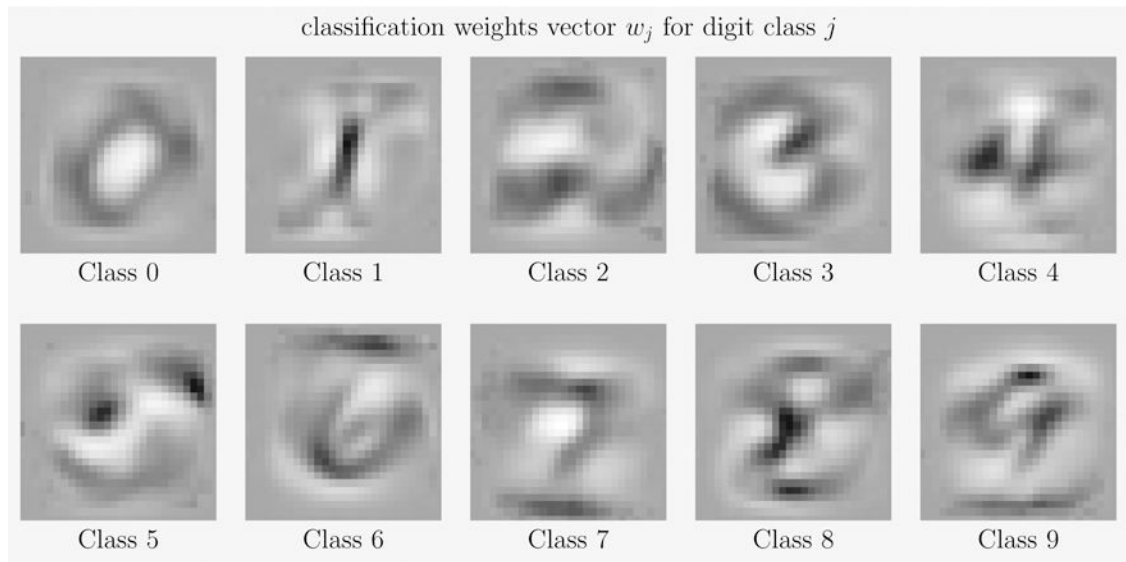 classification weights vector w_j for digit class j
Class 0 Class 1 Class 2 Class 3 Class 4
Class 5 Class 6 Class 7 Class 8 Class 9